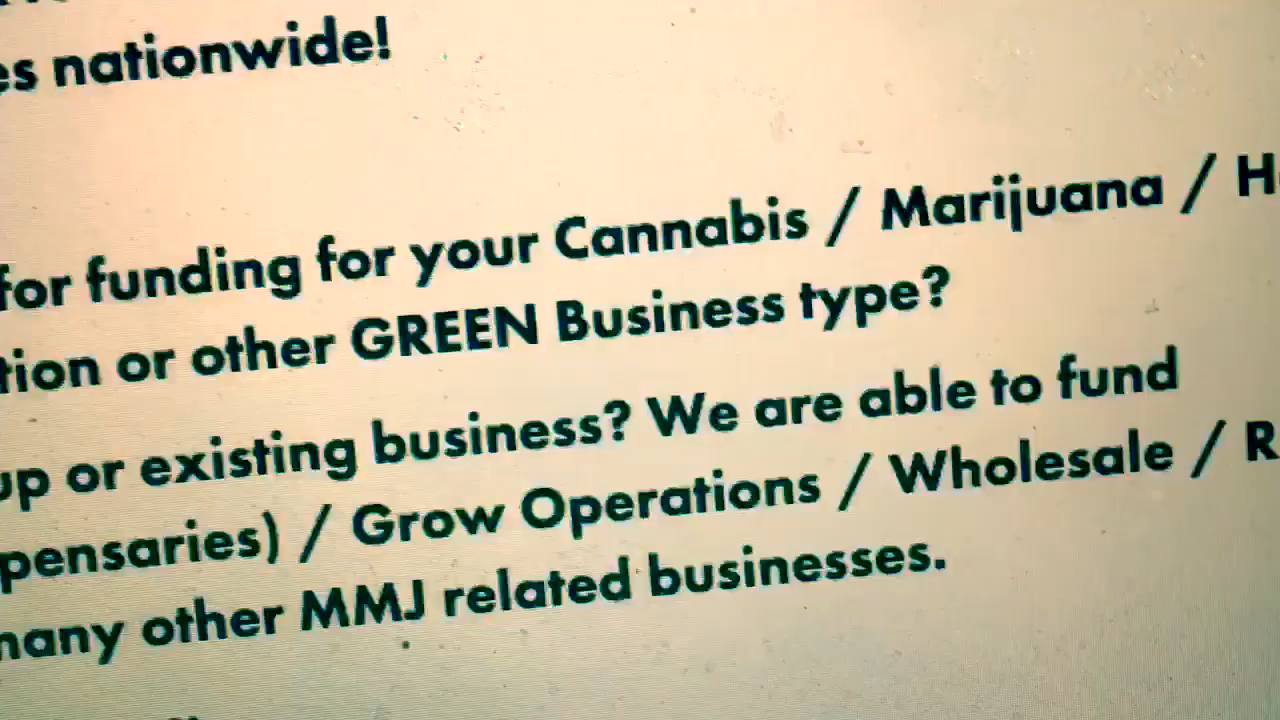 es nationwide!
for funding for your Cannabis / Marijuana /
tion or other GREEN Business type?
up or existing business? We are able to fund
pensaries) / Grow Operations / Wholesale / R
many other MMJ related businesses.